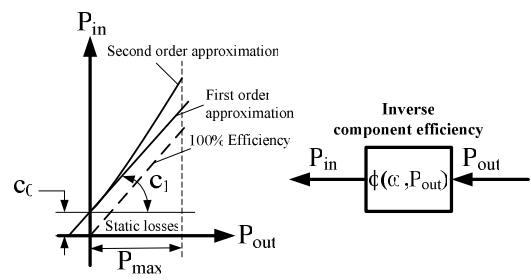 P_in
Second order approximation
First order
approximation
100% Efficiency
c_0
c_1
Static losses
P_out
P_max
Inverse
component efficiency
P_in
ϕ(α,P_out)
P_out